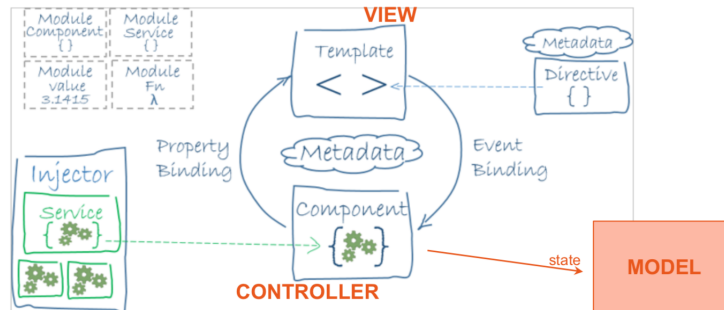 VIEW
Module
Component
{ }
Module
Service
{ }
Module
value
3.1415
Module
Fn
λ
Template
< >
Metadata
Directive
{ }
Property
Binding
Metadata
Event
Binding
Injector
Service
{ }
Component
{ }
state
MODEL
CONTROLLER